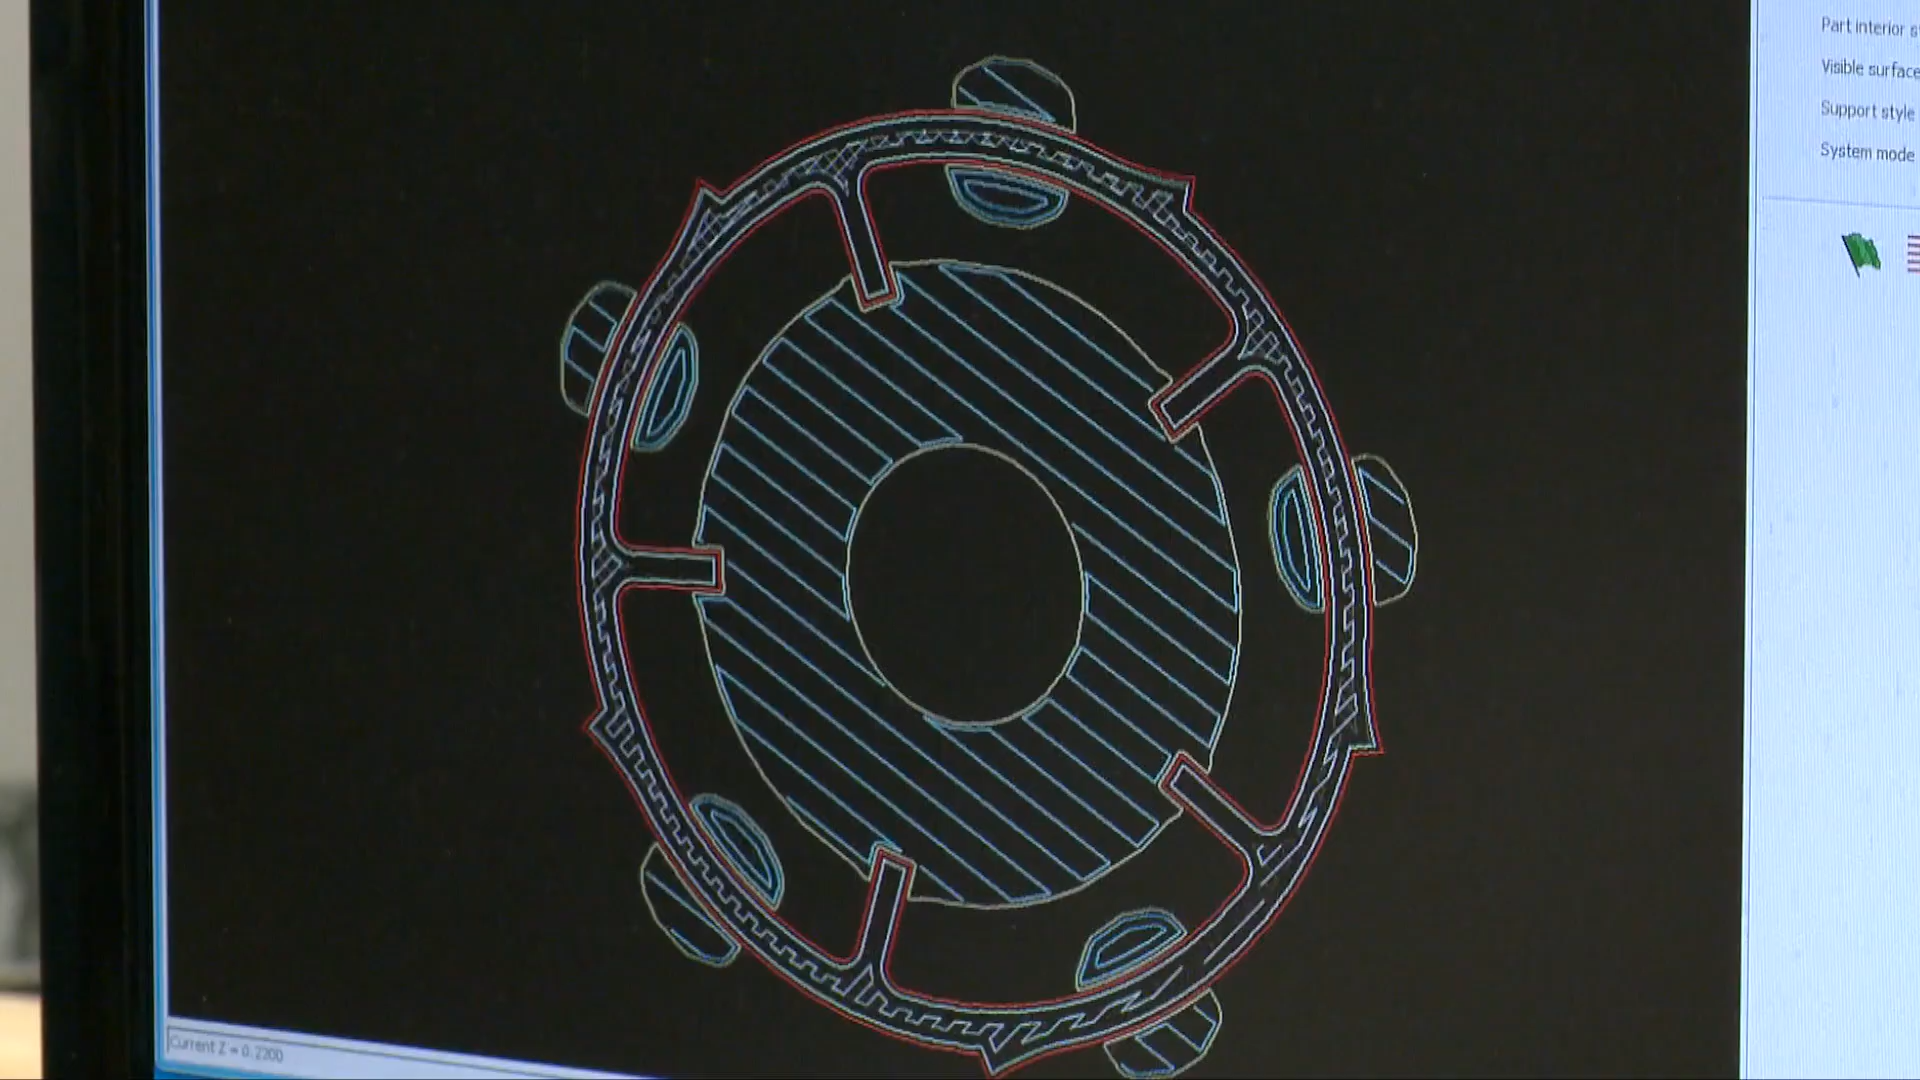 Part interior s
Visible surface
Support style
System mode
Current Z = 0.2200